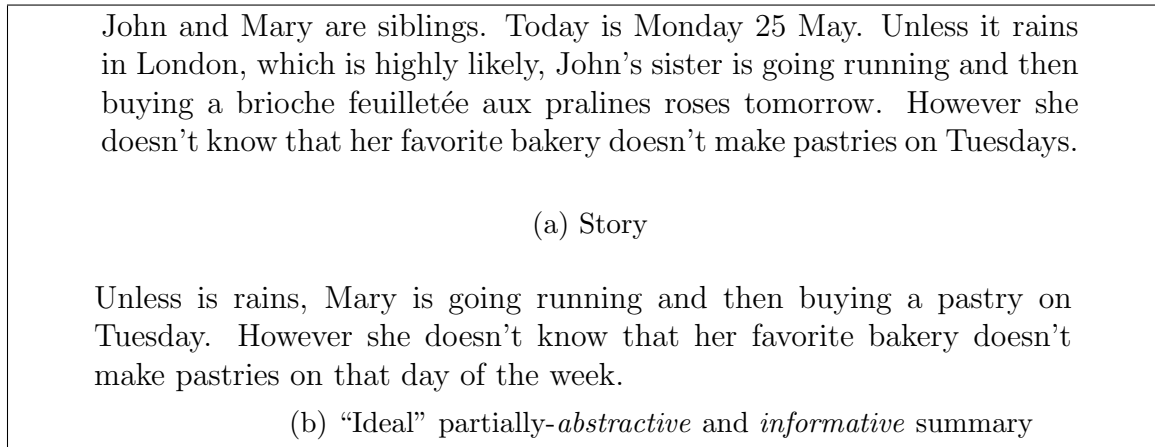 John and Mary are siblings. Today is Monday 25 May. Unless it rains
in London, which is highly likely, John's sister is going running and then
buying a brioche feuilletée aux pralines roses tomorrow. However she
doesn't know that her favorite bakery doesn't make pastries on Tuesdays.
(a) Story
Unless is rains, Mary is going running and then buying a pastry on
Tuesday. However she doesn't know that her favorite bakery doesn't
make pastries on that day of the week.
(b) “Ideal” partially-abstractive and informative summary